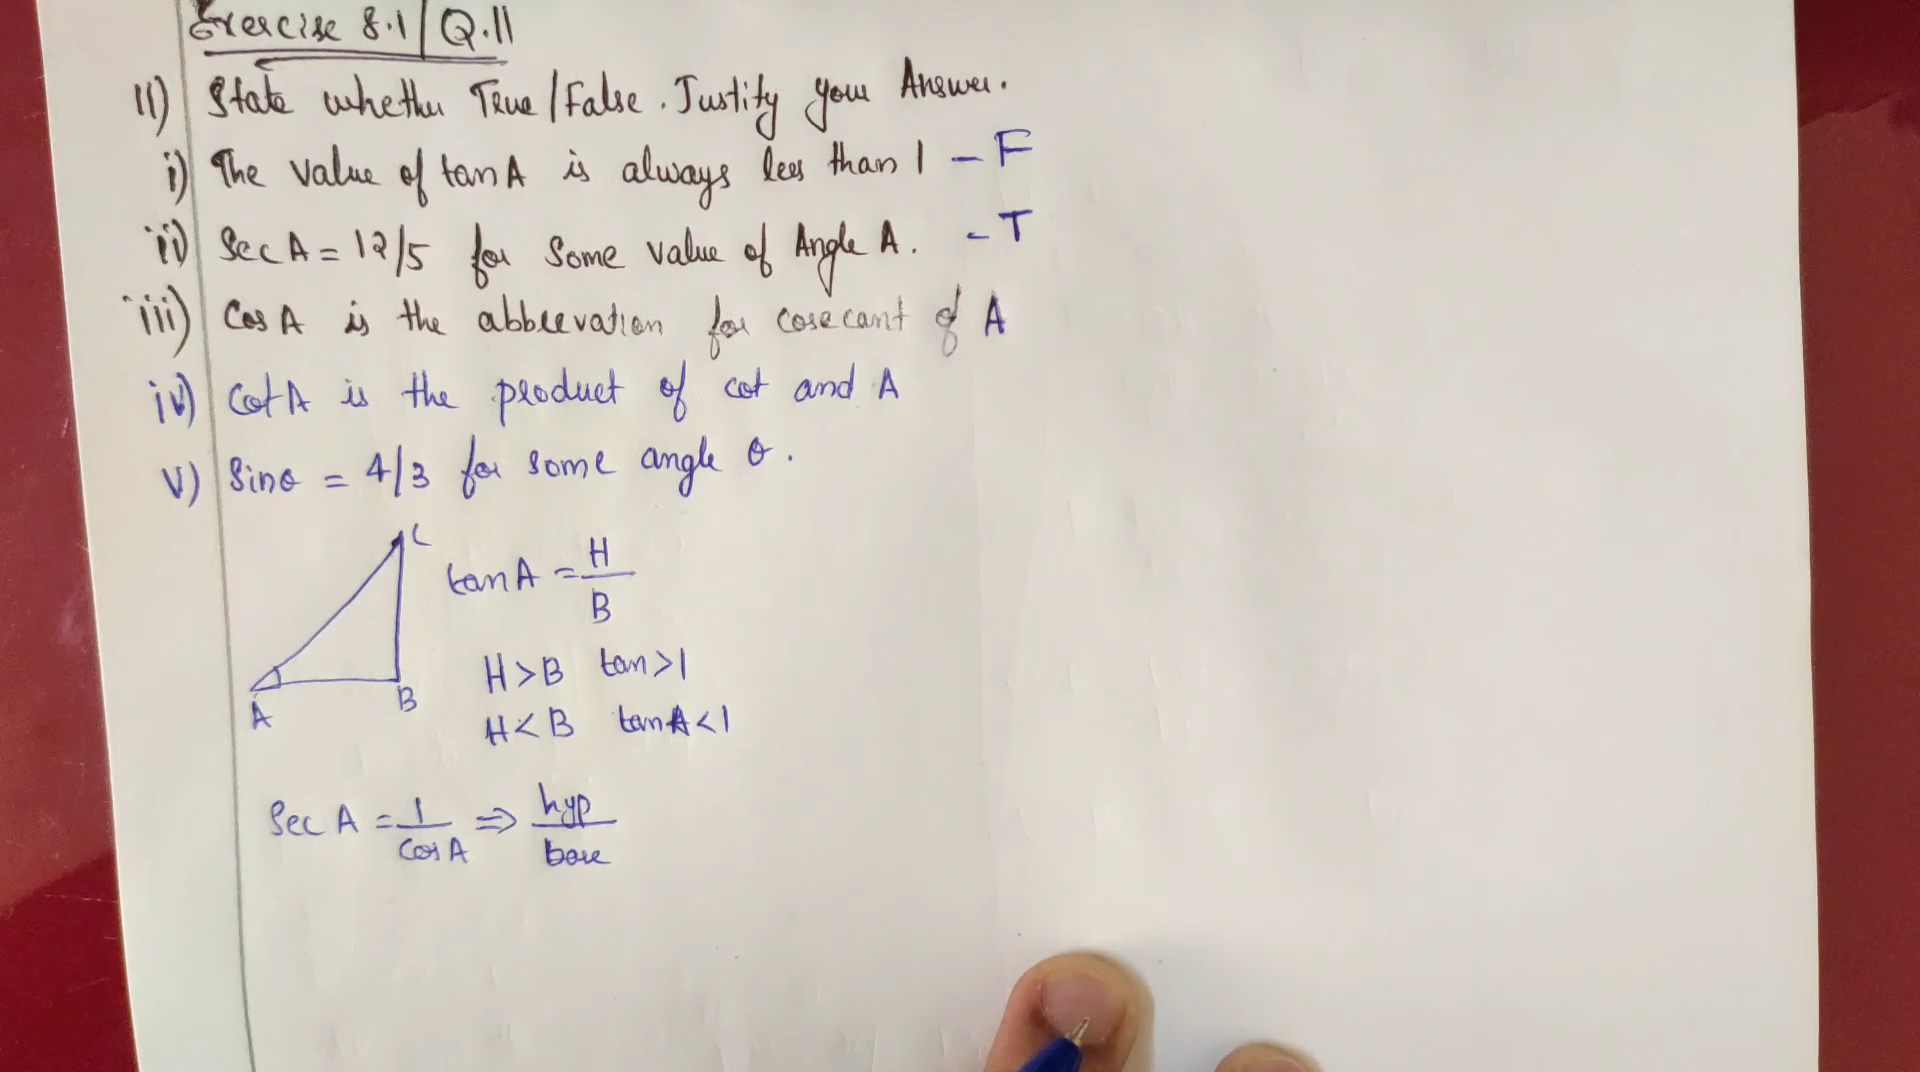 Exercise 8.1 | Q.11
11) State whether True/False. Justify your Answer.
i) The value of tan A is always less than 1 – F
ii) Sec A = 12/5 for some value of Angle A. – T
iii) Cos A is the abbrevation for cosecant of A
iv) Cot A is the product of cot and A
v) Sinθ = 4/3 for some angle θ.
C
A
B
tan A = H/B
H > B tan > 1
H < B tan A < 1
Sec A = 1/Cos A ⇒ hyp/base